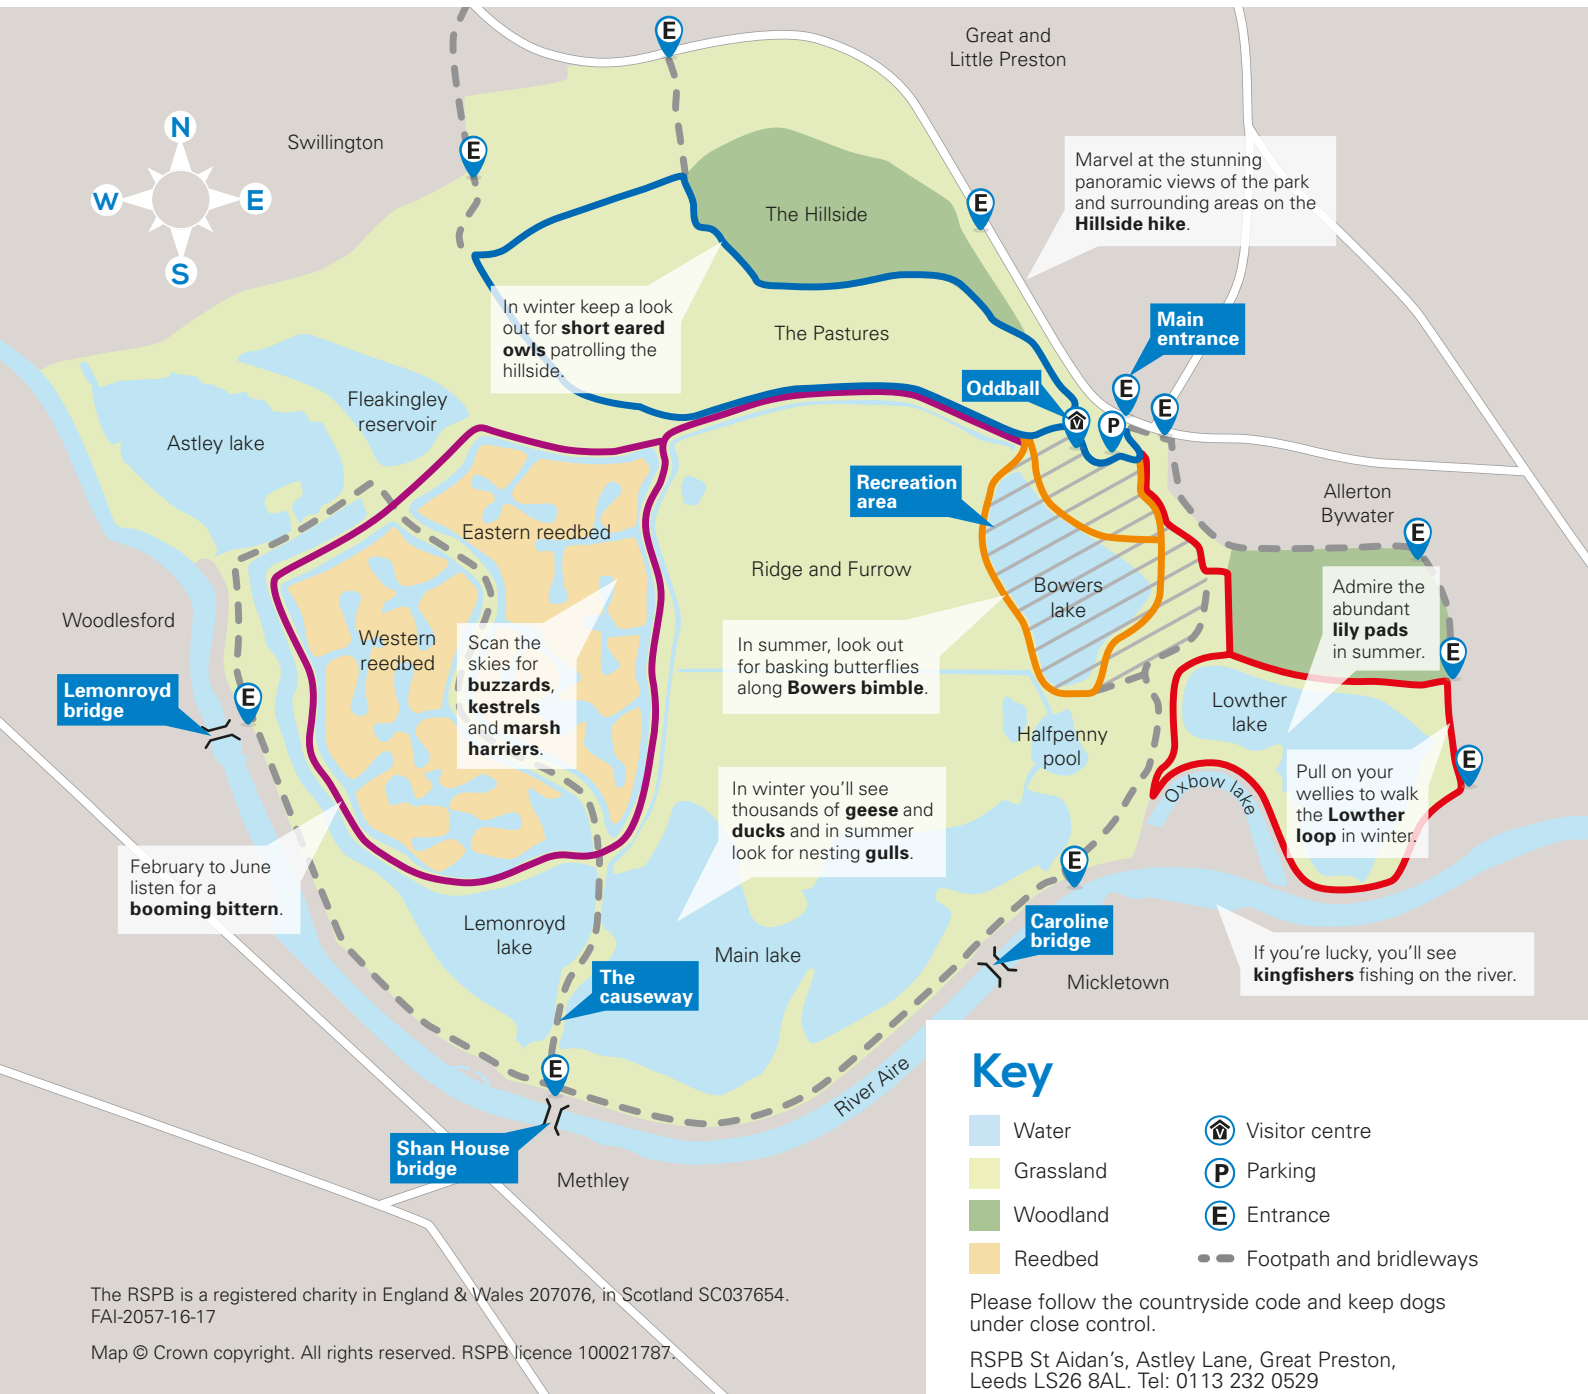 E
Great and
Little Preston
N
W
E
S
Swillington
E
E
Marvel at the stunning
panoramic views of the park
and surrounding areas on the
Hillside hike.
The Hillside
In winter keep a look
out for short eared
owls patrolling the
hillside.
The Pastures
Main
entrance
Oddball
E
E
V
P
Fleakingley
reservoir
Astley lake
Recreation
area
Allerton
Bywater
E
Eastern reedbed
Ridge and Furrow
Bowers
lake
Admire the
abundant
lily pads
in summer.
Woodlesford
Western
reedbed
Scan the
skies for
buzzards,
kestrels
and marsh
harriers.
In summer, look out
for basking butterflies
along Bowers bimble.
E
Lemonroyd
bridge
E
Lowther
lake
Halfpenny
pool
E
Oxbow lake
Pull on your
wellies to walk
the Lowther
loop in winter.
In winter you'll see
thousands of geese and
ducks and in summer
look for nesting gulls.
February to June
listen for a
booming bittern.
E
Lemonroyd
lake
Main lake
Caroline
bridge
Mickletown
If you're lucky, you'll see
kingfishers fishing on the river.
The
causeway
E
River Aire
Shan House
bridge
Methley
Key
Water
Grassland
Woodland
Reedbed
V Visitor centre
P Parking
E Entrance
Footpath and bridleways
Please follow the countryside code and keep dogs
under close control.
RSPB St Aidan's, Astley Lane, Great Preston,
Leeds LS26 8AL. Tel: 0113 232 0529
The RSPB is a registered charity in England & Wales 207076, in Scotland SC037654.
FAI-2057-16-17
Map © Crown copyright. All rights reserved. RSPB licence 100021787.